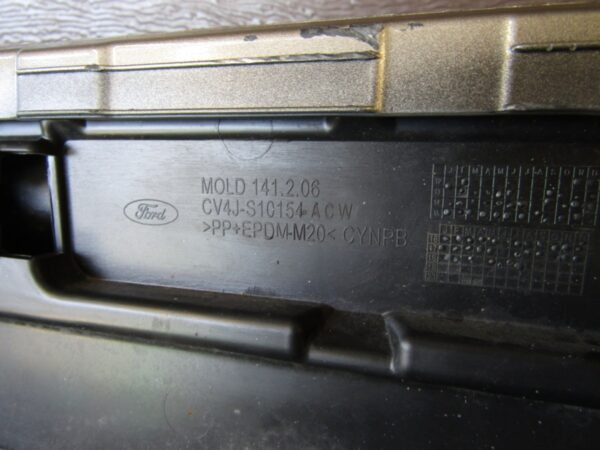 MOLD 141.2.06
Ford
CV4J-S10154-ACW
>PP+EPDM-M20< CYNPB
J F M A M J J A S O N D